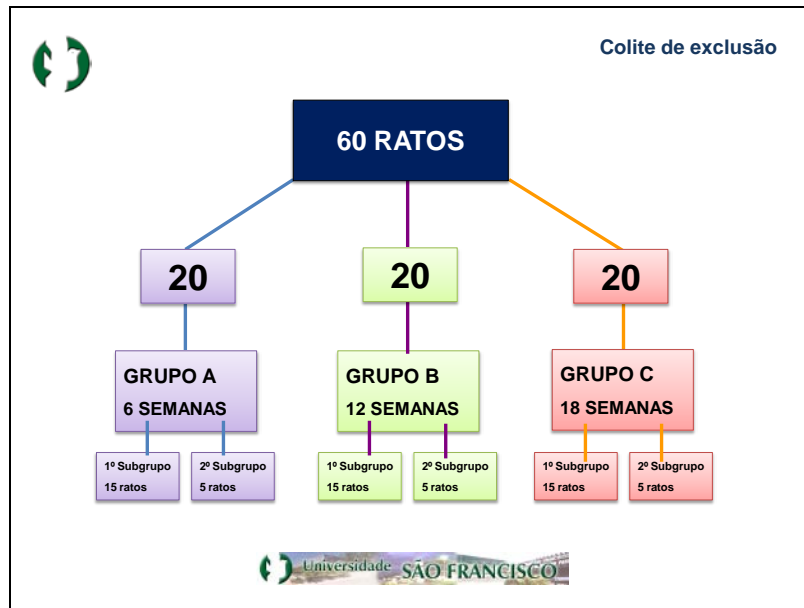 Colite de exclusão
60 RATOS
20
20
20
GRUPO A
6 SEMANAS
GRUPO B
12 SEMANAS
GRUPO C
18 SEMANAS
1º Subgrupo
15 ratos
2º Subgrupo
5 ratos
1º Subgrupo
15 ratos
2º Subgrupo
5 ratos
1º Subgrupo
15 ratos
2º Subgrupo
5 ratos
Universidade SÃO FRANCISCO